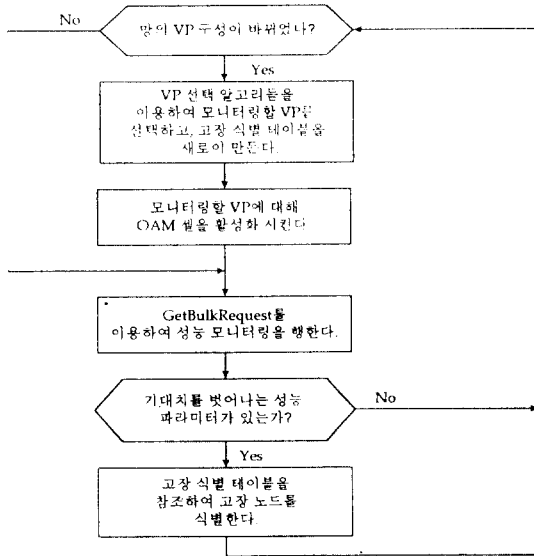 No
망의 VP 구성이 바뀌었나?
Yes
VP 선택 알고리듬을
이용하여 모니터링할 VP를
선택하고, 고장 식별 테이블을
새로이 만든다.
모니터링할 VP에 대해
OAM 셀을 활성화 시킨다
GetBulkRequest를
이용하여 성능 모니터링을 행한다.
기대치를 벗어나는 성능
파라미터가 있는가?
No
Yes
고장 식별 테이블을
참조하여 고장 노드를
식별한다.